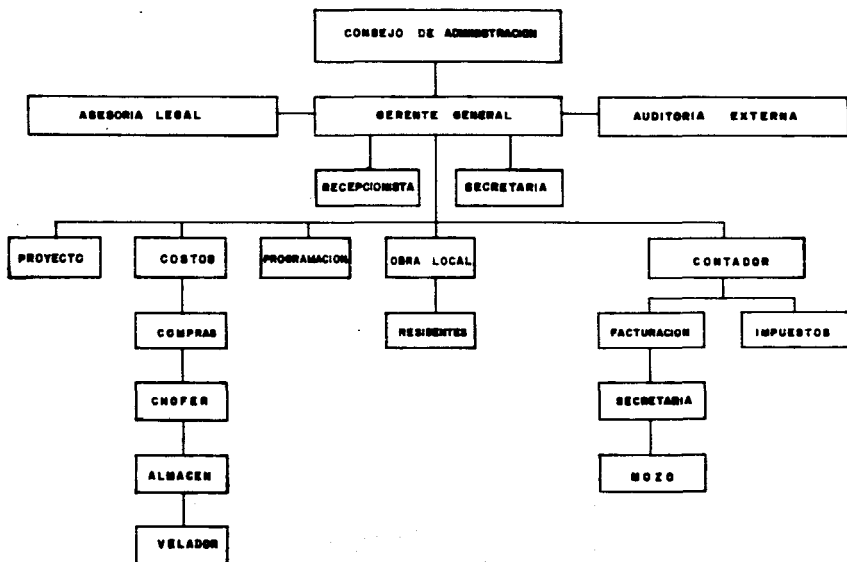 CONSEJO DE ADMINISTRACION
ASESORIA LEGAL
GERENTE GENERAL
AUDITORIA EXTERNA
RECEPCIONISTA
SECRETARIA
PROYECTO
COSTOS
PROGRAMACION
OBRA LOCAL
CONTADOR
COMPRAS
RESIDENTES
FACTURACION
IMPUESTOS
CHOFER
SECRETARIA
ALMACEN
MOZO
VELADOR